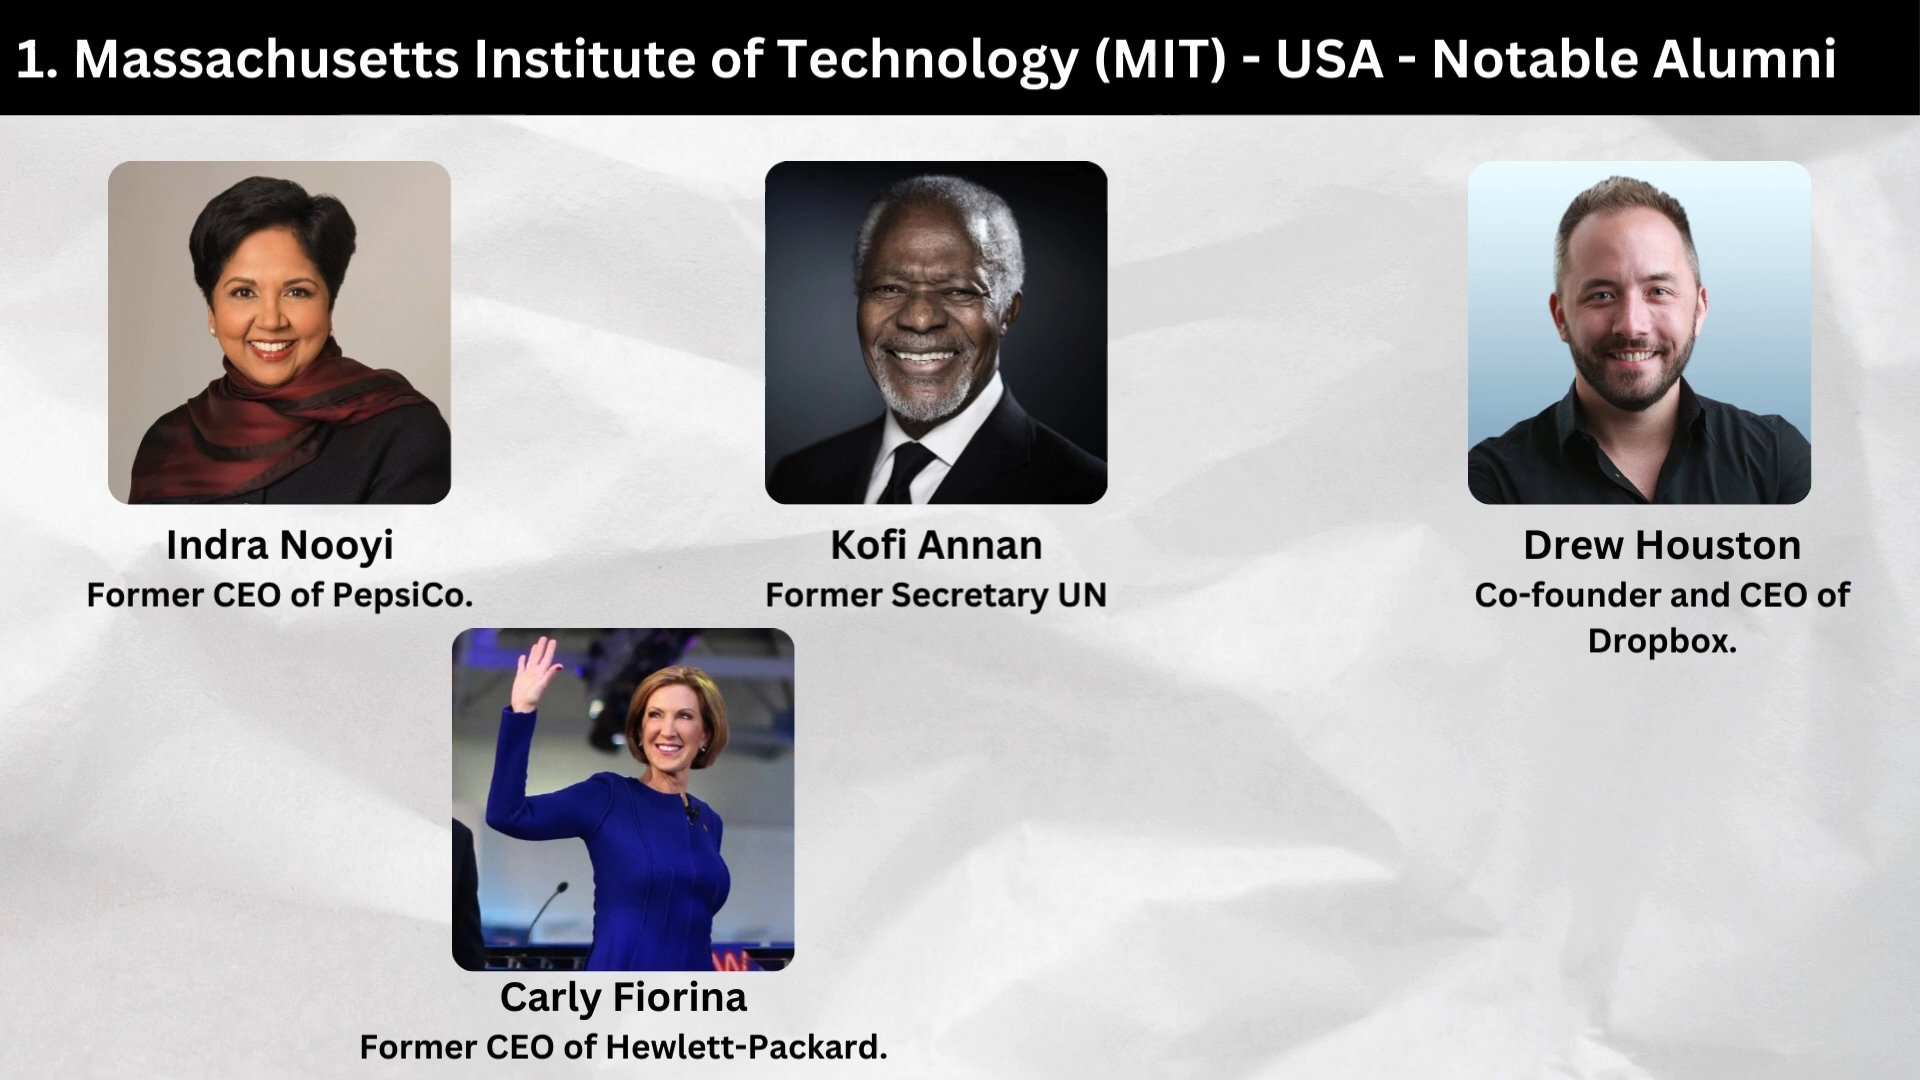 1. Massachusetts Institute of Technology (MIT) - USA - Notable Alumni
Indra Nooyi
Former CEO of PepsiCo.
Kofi Annan
Former Secretary UN
Drew Houston
Co-founder and CEO of
Dropbox.
Carly Fiorina
Former CEO of Hewlett-Packard.